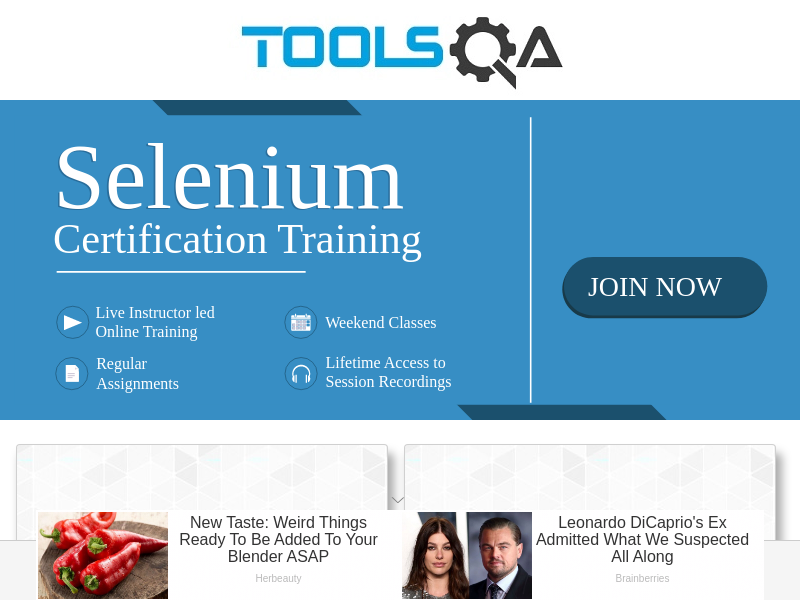 TOOLSQA
Selenium
Certification Training
JOIN NOW
Live Instructor led
Online Training
Weekend Classes
Regular
Assignments
Lifetime Access to
Session Recordings
New Taste: Weird Things
Ready To Be Added To Your
Blender ASAP
Herbeauty
Leonardo DiCaprio's Ex
Admitted What We Suspected
All Along
Brainberries